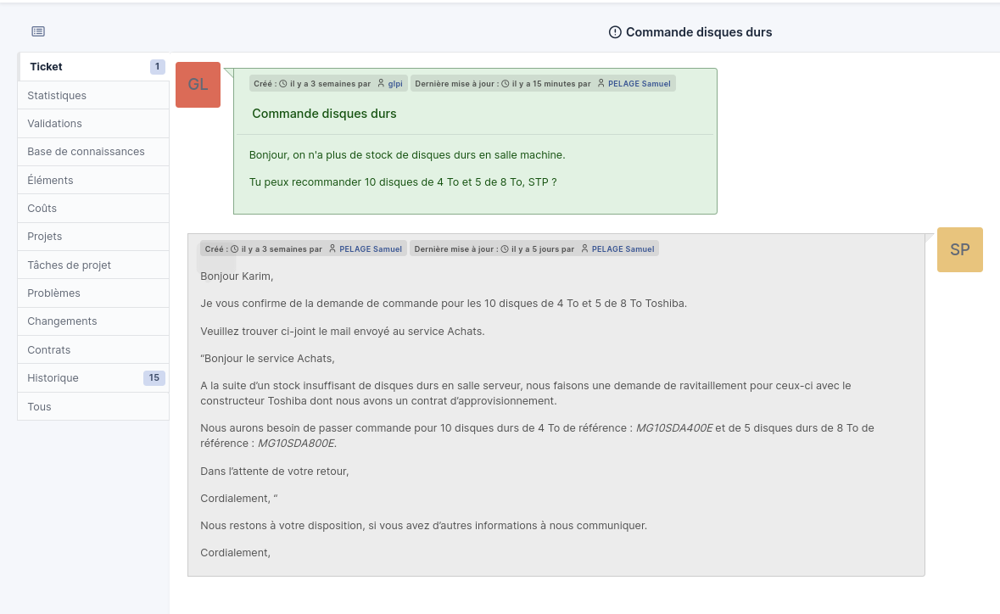 Commande disques durs
Ticket 1
Statistiques
Validations
Base de connaissances
Éléments
Coûts
Projets
Tâches de projet
Problèmes
Changements
Contrats
Historique 15
Tous
GL
Créé : il y a 3 semaines par glpi Dernière mise à jour : il y a 15 minutes par PELAGE Samuel
Commande disques durs
Bonjour, on n'a plus de stock de disques durs en salle machine.
Tu peux recommander 10 disques de 4 To et 5 de 8 To, STP ?
SP
Créé : il y a 3 semaines par PELAGE Samuel Dernière mise à jour : il y a 5 jours par PELAGE Samuel
Bonjour Karim,
Je vous confirme de la demande de commande pour les 10 disques de 4 To et 5 de 8 To Toshiba.
Veuillez trouver ci-joint le mail envoyé au service Achats.
“Bonjour le service Achats,
A la suite d’un stock insuffisant de disques durs en salle serveur, nous faisons une demande de ravitaillement pour ceux-ci avec le
constructeur Toshiba dont nous avons un contrat d’approvisionnement.
Nous aurons besoin de passer commande pour 10 disques durs de 4 To de référence : MG10SDA400E et de 5 disques durs de 8 To de
référence : MG10SDA800E.
Dans l’attente de votre retour,
Cordialement, “
Nous restons à votre disposition, si vous avez d’autres informations à nous communiquer.
Cordialement,